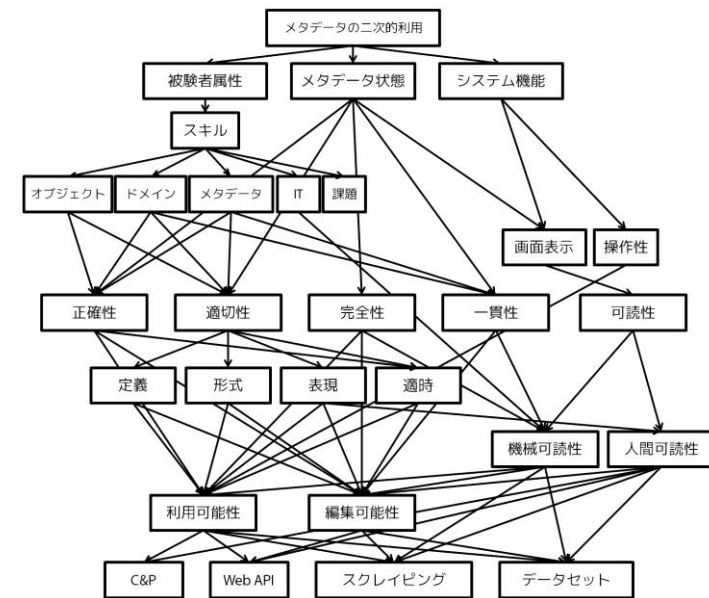 メタデータの二次的利用
被験者属性
メタデータ状態
システム機能
スキル
オブジェクト
ドメイン
メタデータ
IT
課題
画面表示
操作性
正確性
適切性
完全性
一貫性
可読性
定義
形式
表現
適時
機械可読性
人間可読性
利用可能性
編集可能性
C&P
Web API
スクレイピング
データセット